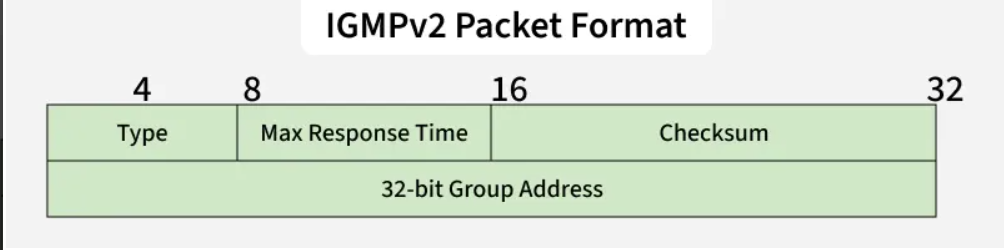 IGMPv2 Packet Format
4 8 16 32
Type Max Response Time Checksum
32-bit Group Address